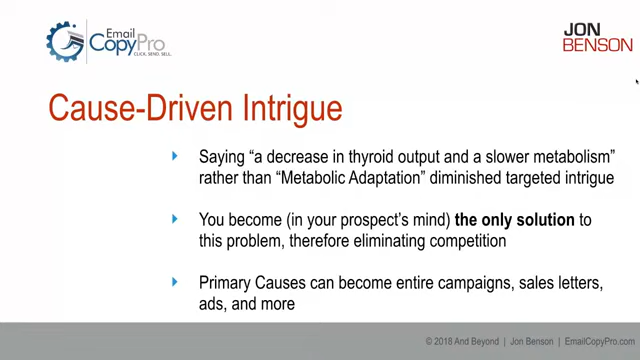 Email
CopyPro
CLICK. SEND. SELL.
JON
BENSON
Cause-Driven Intrigue
Saying “a decrease in thyroid output and a slower metabolism”
rather than “Metabolic Adaptation” diminished targeted intrigue
You become (in your prospect’s mind) the only solution to
this problem, therefore eliminating competition
Primary Causes can become entire campaigns, sales letters,
ads, and more
© 2018 And Beyond | Jon Benson | EmailCopyPro.com